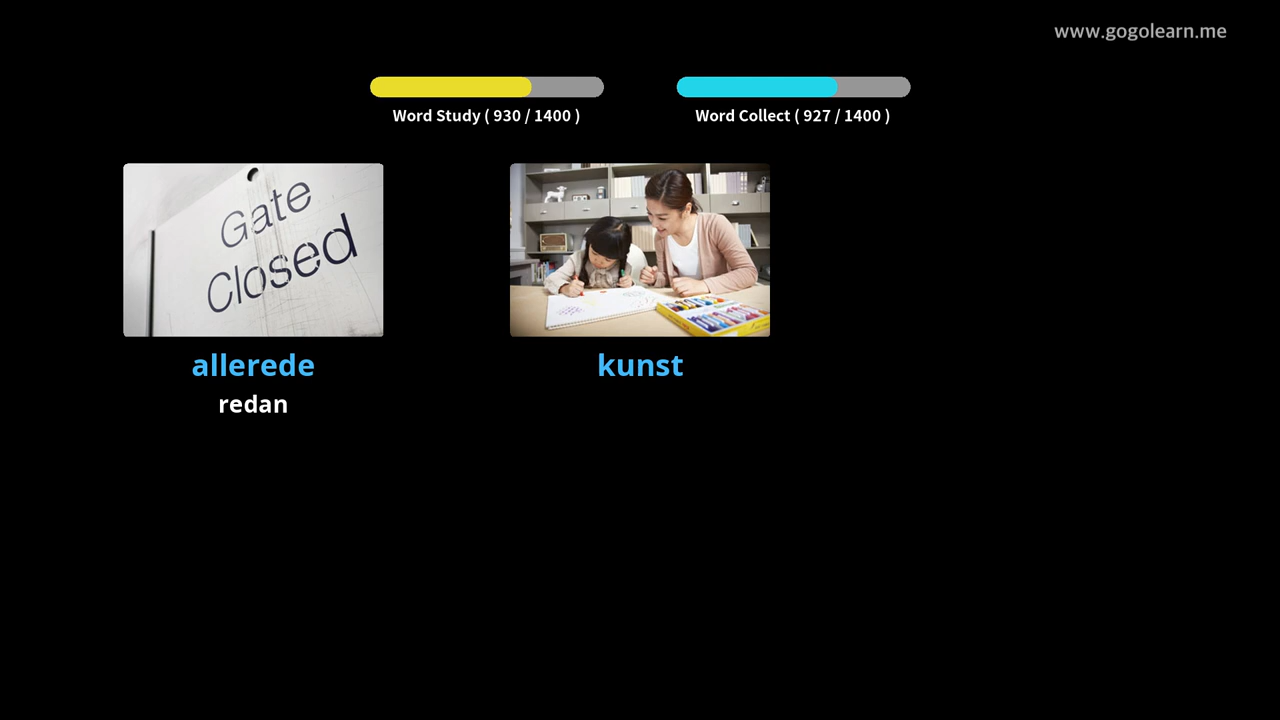 www.gogolearn.me
Word Study ( 930 / 1400 )
Word Collect ( 927 / 1400 )
Gate
Closed
allerede
redan
kunst